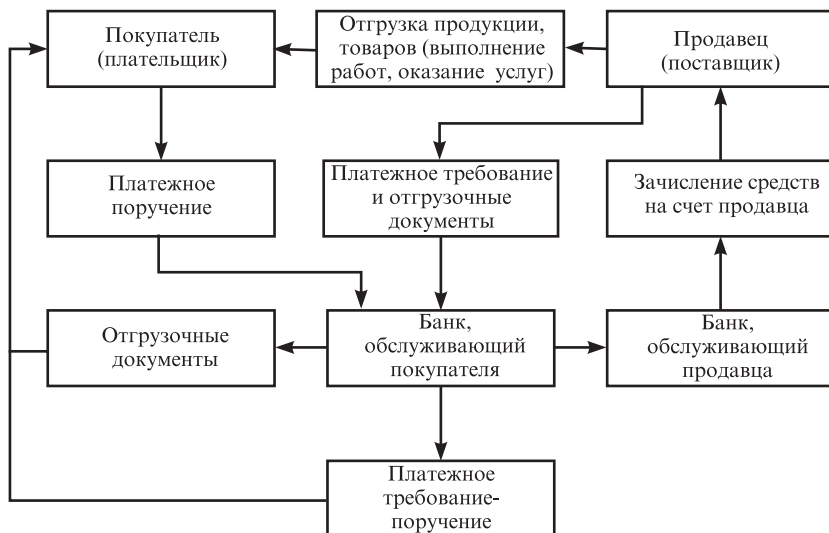 Покупатель
(плательщик)
Отгрузка продукции,
товаров (выполнение
работ, оказание услуг)
Продавец
(поставщик)
Платежное
поручение
Платежное требование
и отгрузочные
документы
Зачисление средств
на счет продавца
Отгрузочные
документы
Банк,
обслуживающий
покупателя
Банк,
обслуживающий
продавца
Платежное
требование-
поручение